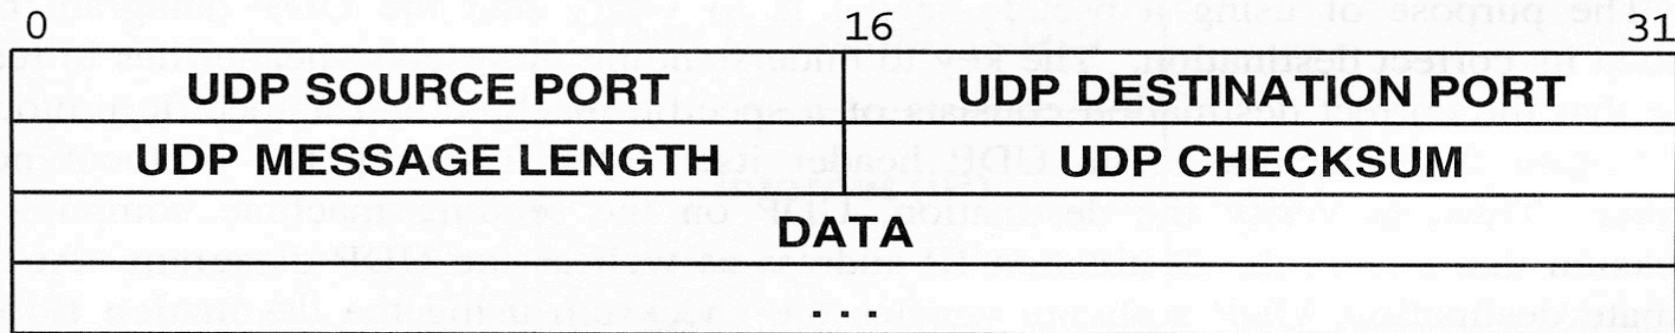 0 16 31
UDP SOURCE PORT UDP DESTINATION PORT
UDP MESSAGE LENGTH UDP CHECKSUM
DATA
...